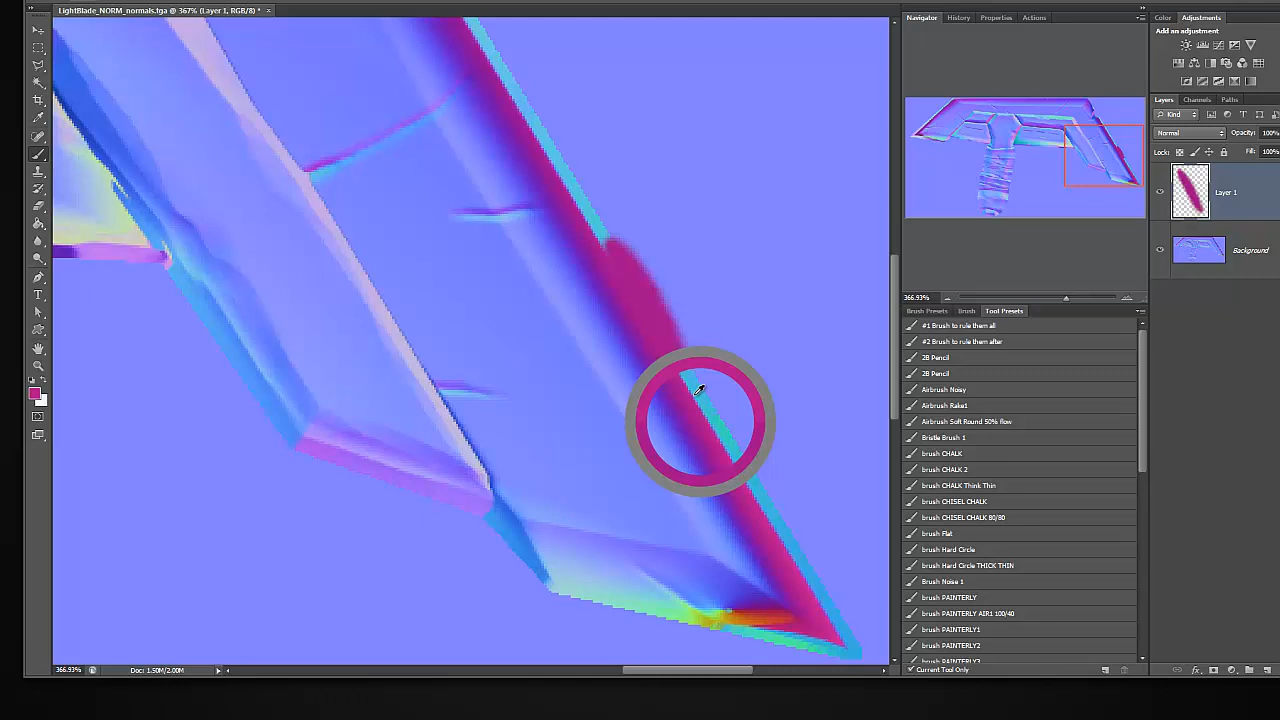 LightBlade_NORM_normals.tga @ 367% (Layer 1, RGB/8) * ×
Navigator History Properties Actions
Color Adjustments
Add an adjustment
Layers Channels Paths
Kind
Normal Opacity: 100%
Lock: Fill: 100%
Layer 1
Background
366.93%
Brush Presets Brush Tool Presets
#1 Brush to rule them all
#2 Brush to rule them after
2B Pencil
2B Pencil
Airbrush Noisy
Airbrush Rake1
Airbrush Soft Round 50% flow
Bristle Brush 1
brush CHALK
brush CHALK 2
brush CHALK Think Thin
brush CHISEL CHALK
brush CHISEL CHALK 80/80
brush Flat
brush Hard Circle
brush Hard Circle THICK THIN
Brush Noise 1
brush PAINTERLY
brush PAINTERLY AIR1 100/40
brush PAINTERLY1
brush PAINTERLY2
brush PAINTERLY3
Current Tool Only
366.93% Doc: 1.50M/2.00M